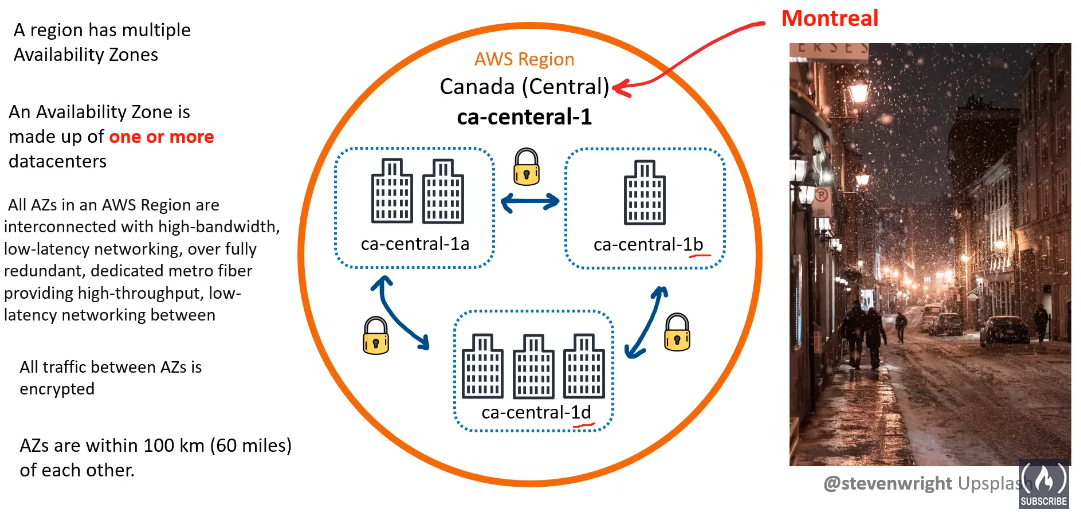 A region has multiple
Availability Zones
An Availability Zone is
made up of one or more
datacenters
All AZs in an AWS Region are
interconnected with high-bandwidth,
low-latency networking, over fully
redundant, dedicated metro fiber
providing high-throughput, low-
latency networking between
All traffic between AZs is
encrypted
AZs are within 100 km (60 miles)
of each other.
AWS Region
Canada (Central)
ca-centeral-1
ca-central-1a
ca-central-1b
ca-central-1d
Montreal
ERSES
P
@stevenwright Upsplash
SUBSCRIBE